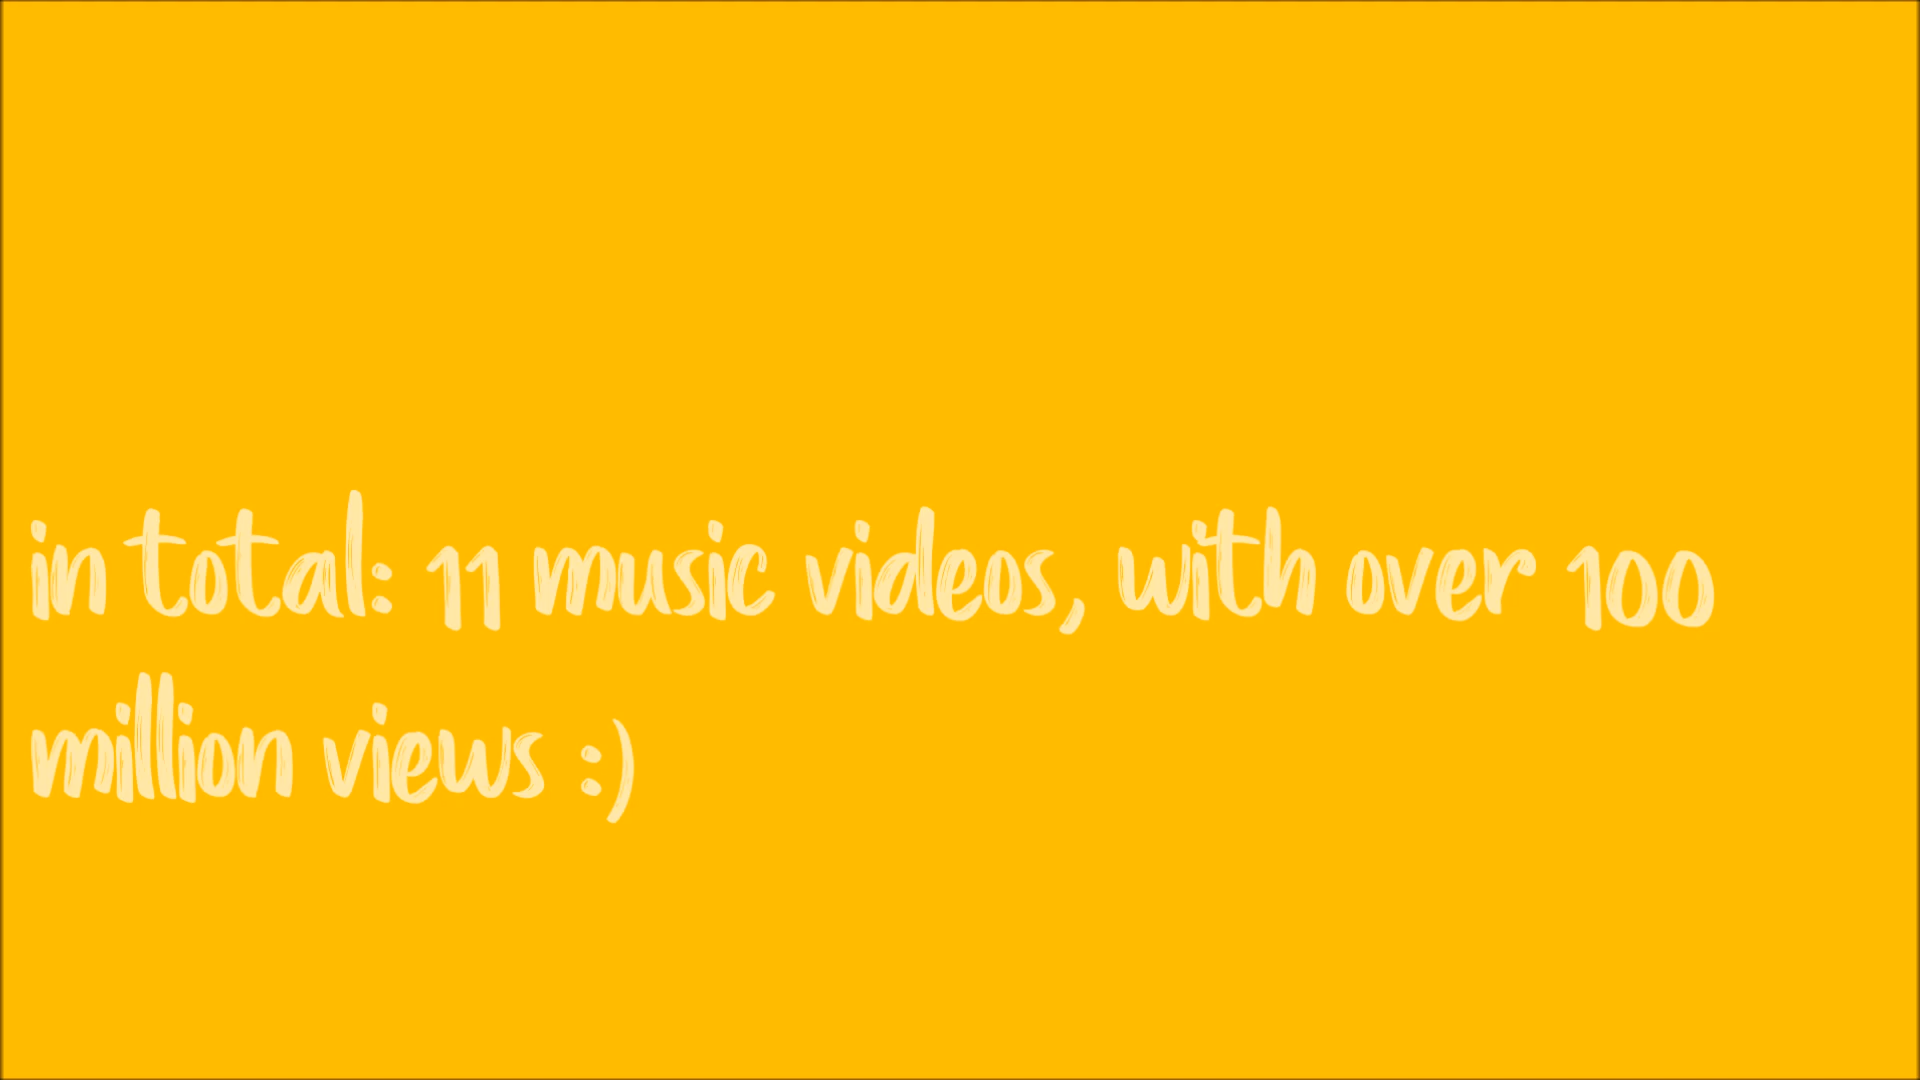 in total: 11 music videos, with over 100
million views :)